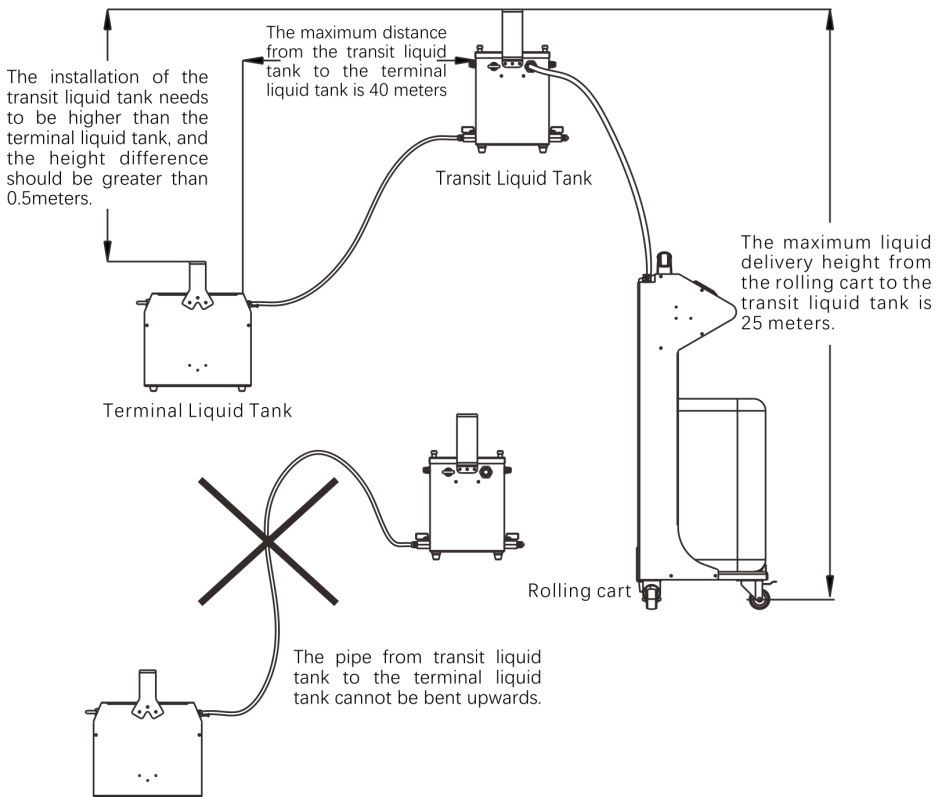 The installation of the
transit liquid tank needs
to be higher than the
terminal liquid tank, and
the height difference
should be greater than
0.5meters.
The maximum distance
from the transit liquid
tank to the terminal
liquid tank is 40 meters
Transit Liquid Tank
The maximum liquid
delivery height from
the rolling cart to the
transit liquid tank is
25 meters.
Terminal Liquid Tank
Rolling cart
The pipe from transit liquid
tank to the terminal liquid
tank cannot be bent upwards.